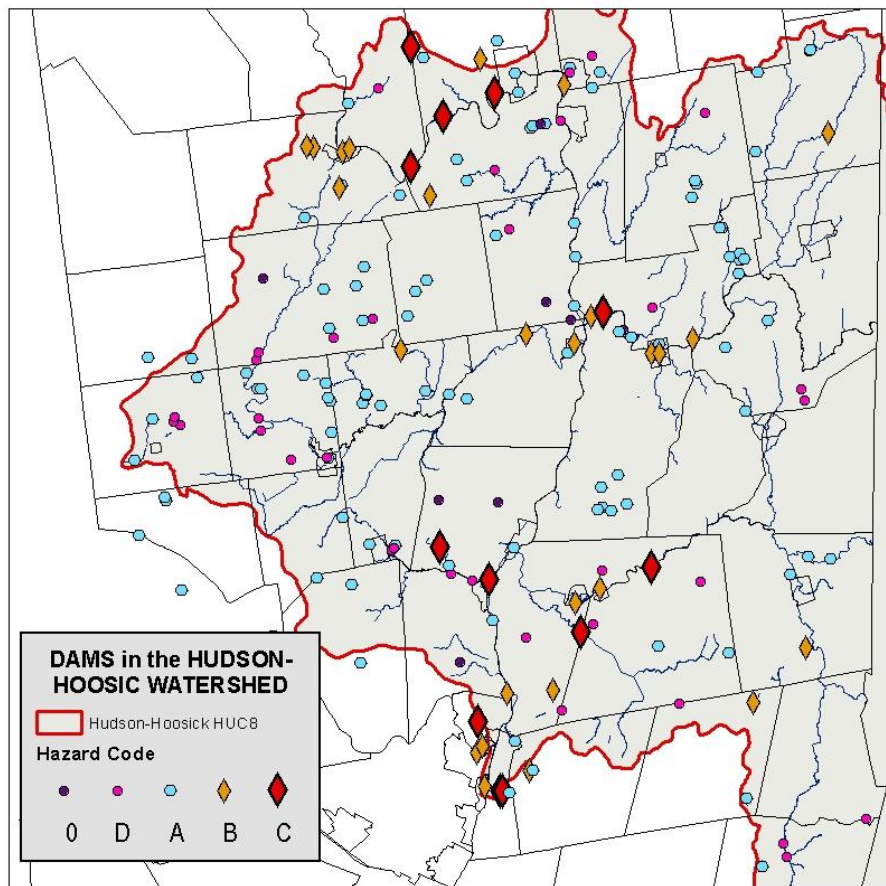 DAMS in the HUDSON-
HOOSIC WATERSHED
Hudson-Hoosick HUC8
Hazard Code
0 D A B C